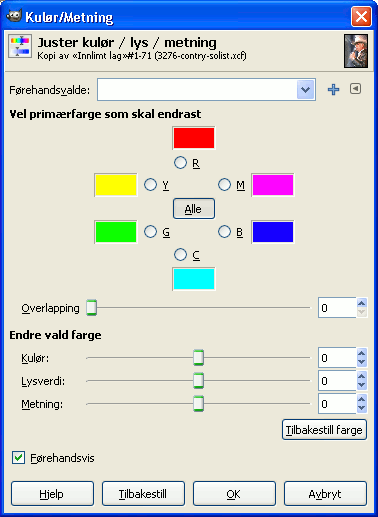 Kulør/Metning
Juster kulør / lys / metning
Kopi av «Innlimt lag»#1-71 (3276-contry-solist.xcf)
Førehandsvalde:
Vel primærfarge som skal endrast
R
Y
M
Alle
G
B
C
Overlapping
0
Endre vald farge
Kulør:
0
Lysverdi:
0
Metning:
0
Tilbakestill farge
Førehandsvis
Hjelp
Tilbakestill
OK
Avbryt